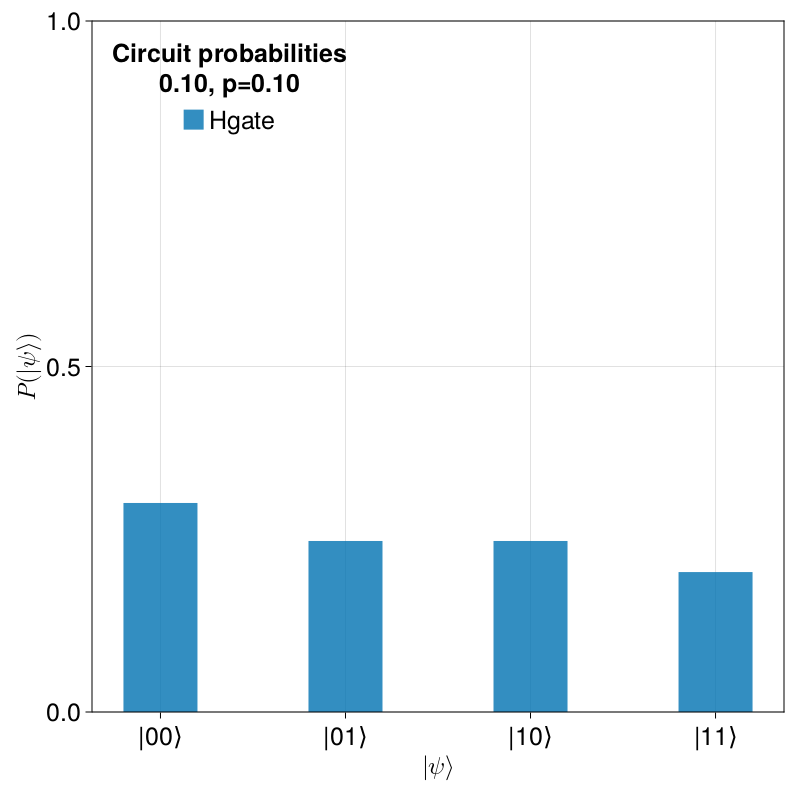 Circuit probabilities
0.10, p=0.10
Hgate
1.0
0.5
0.0
P(|ψ⟩)
|00⟩
|01⟩
|10⟩
|11⟩
|ψ⟩